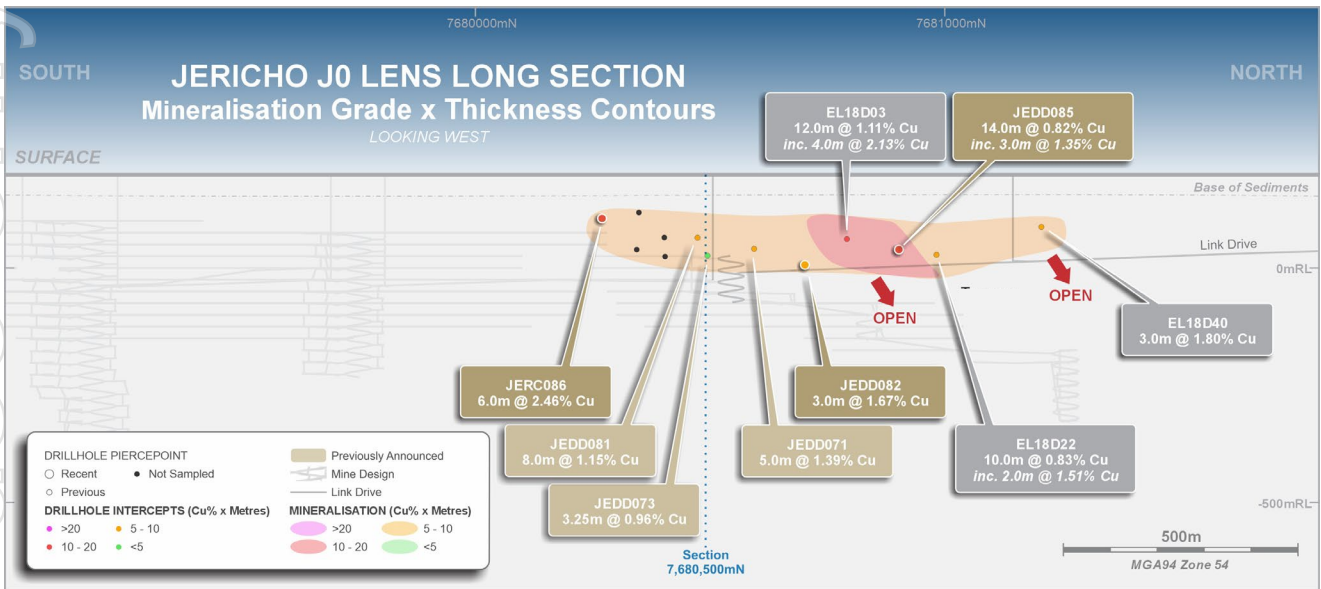 7680000mN
7681000mN
SOUTH
NORTH
JERICHO J0 LENS LONG SECTION
Mineralisation Grade x Thickness Contours
LOOKING WEST
SURFACE
EL18D03
12.0m @ 1.11% Cu
inc. 4.0m @ 2.13% Cu
JEDD085
14.0m @ 0.82% Cu
inc. 3.0m @ 1.35% Cu
Base of Sediments
Link Drive
0mRL
OPEN
OPEN
EL18D40
3.0m @ 1.80% Cu
JERC086
6.0m @ 2.46% Cu
JEDD082
3.0m @ 1.67% Cu
JEDD081
8.0m @ 1.15% Cu
JEDD071
5.0m @ 1.39% Cu
EL18D22
10.0m @ 0.83% Cu
inc. 2.0m @ 1.51% Cu
JEDD073
3.25m @ 0.96% Cu
-500mRL
DRILLHOLE PIERCEPOINT
Recent
Not Sampled
Previous
DRILLHOLE INTERCEPTS (Cu% x Metres)
>20
5 - 10
10 - 20
<5
Previously Announced
Mine Design
Link Drive
MINERALISATION (Cu% x Metres)
>20
5 - 10
10 - 20
<5
Section
7,680,500mN
500m
MGA94 Zone 54